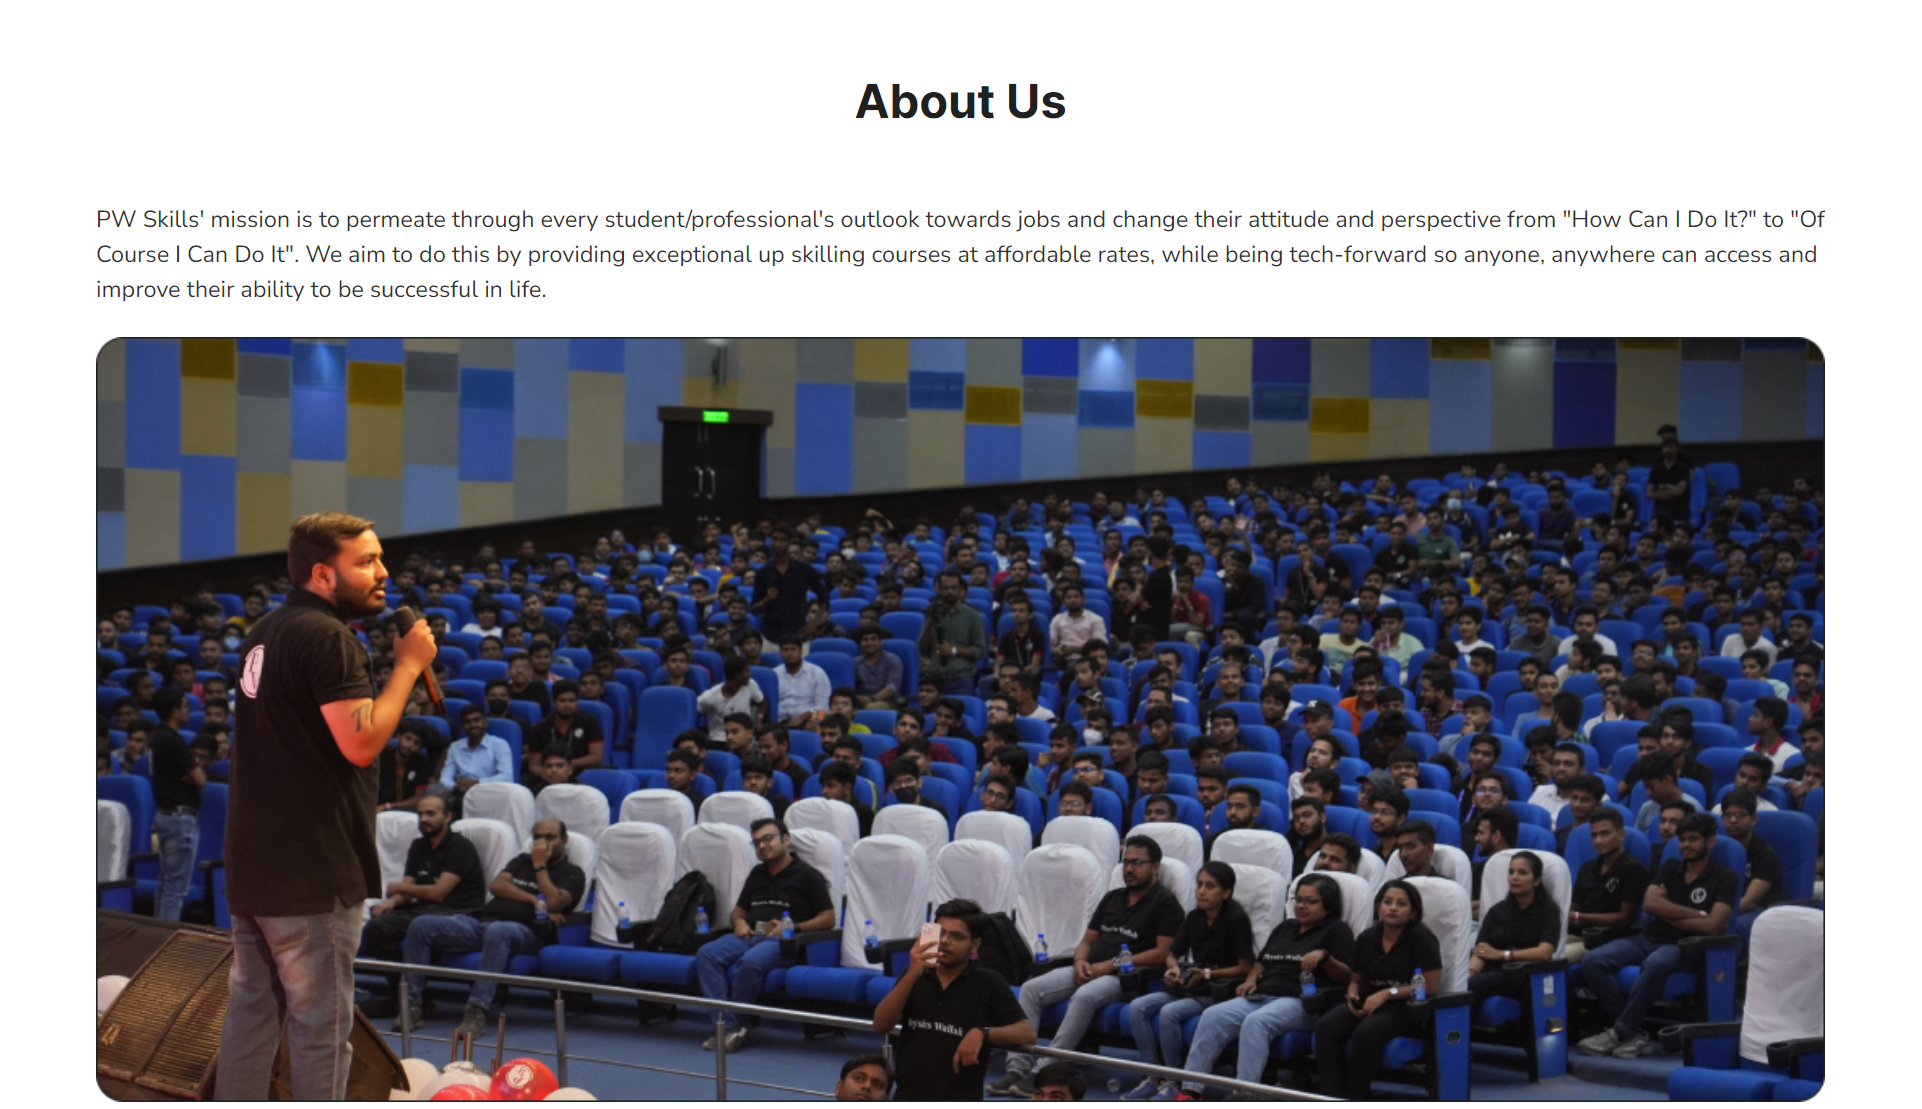 About Us
PW Skills' mission is to permeate through every student/professional's outlook towards jobs and change their attitude and perspective from "How Can I Do It?" to "Of
Course I Can Do It". We aim to do this by providing exceptional up skilling courses at affordable rates, while being tech-forward so anyone, anywhere can access and
improve their ability to be successful in life.